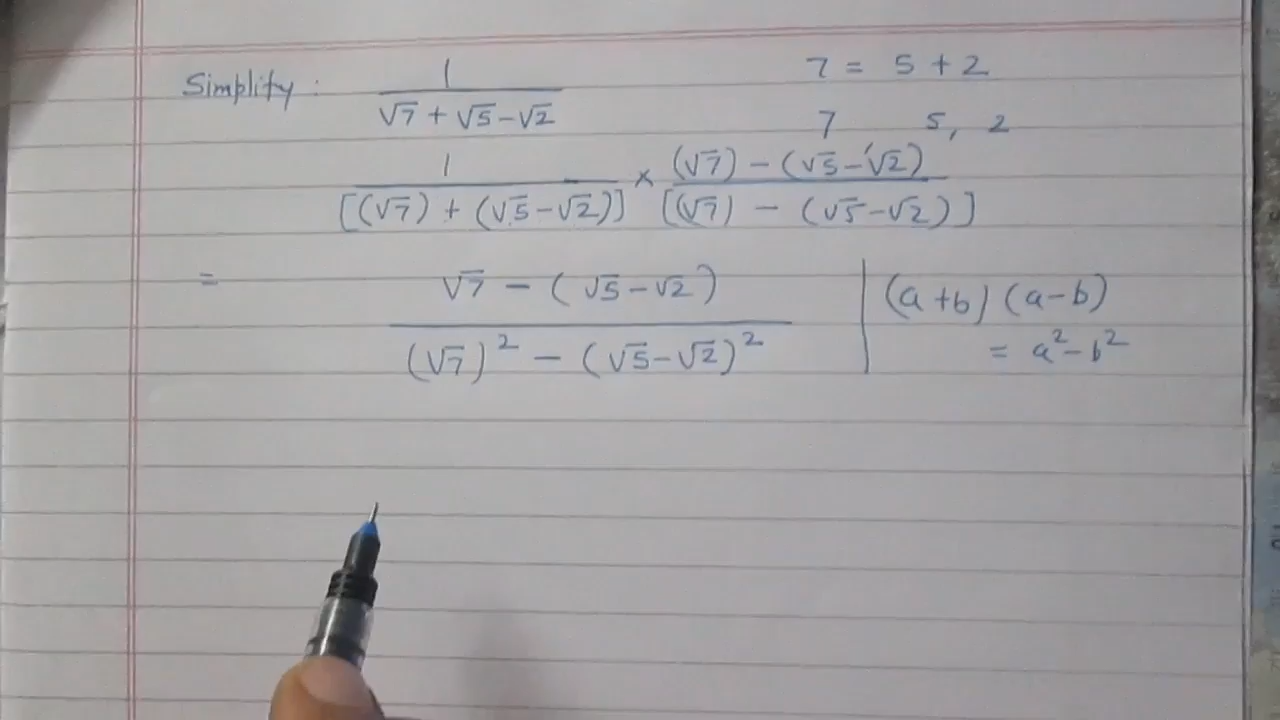 Simplify : 1 / (√7 + √5 - √2)    7 = 5 + 2
7    5, 2
1 / [(√7) + (√5 - √2)] × (√7) - (√5 - √2) / [(√7) - (√5 - √2)]
= √7 - (√5 - √2) / (√7)² - (√5 - √2)²
(a + b) (a - b)
= a² - b²